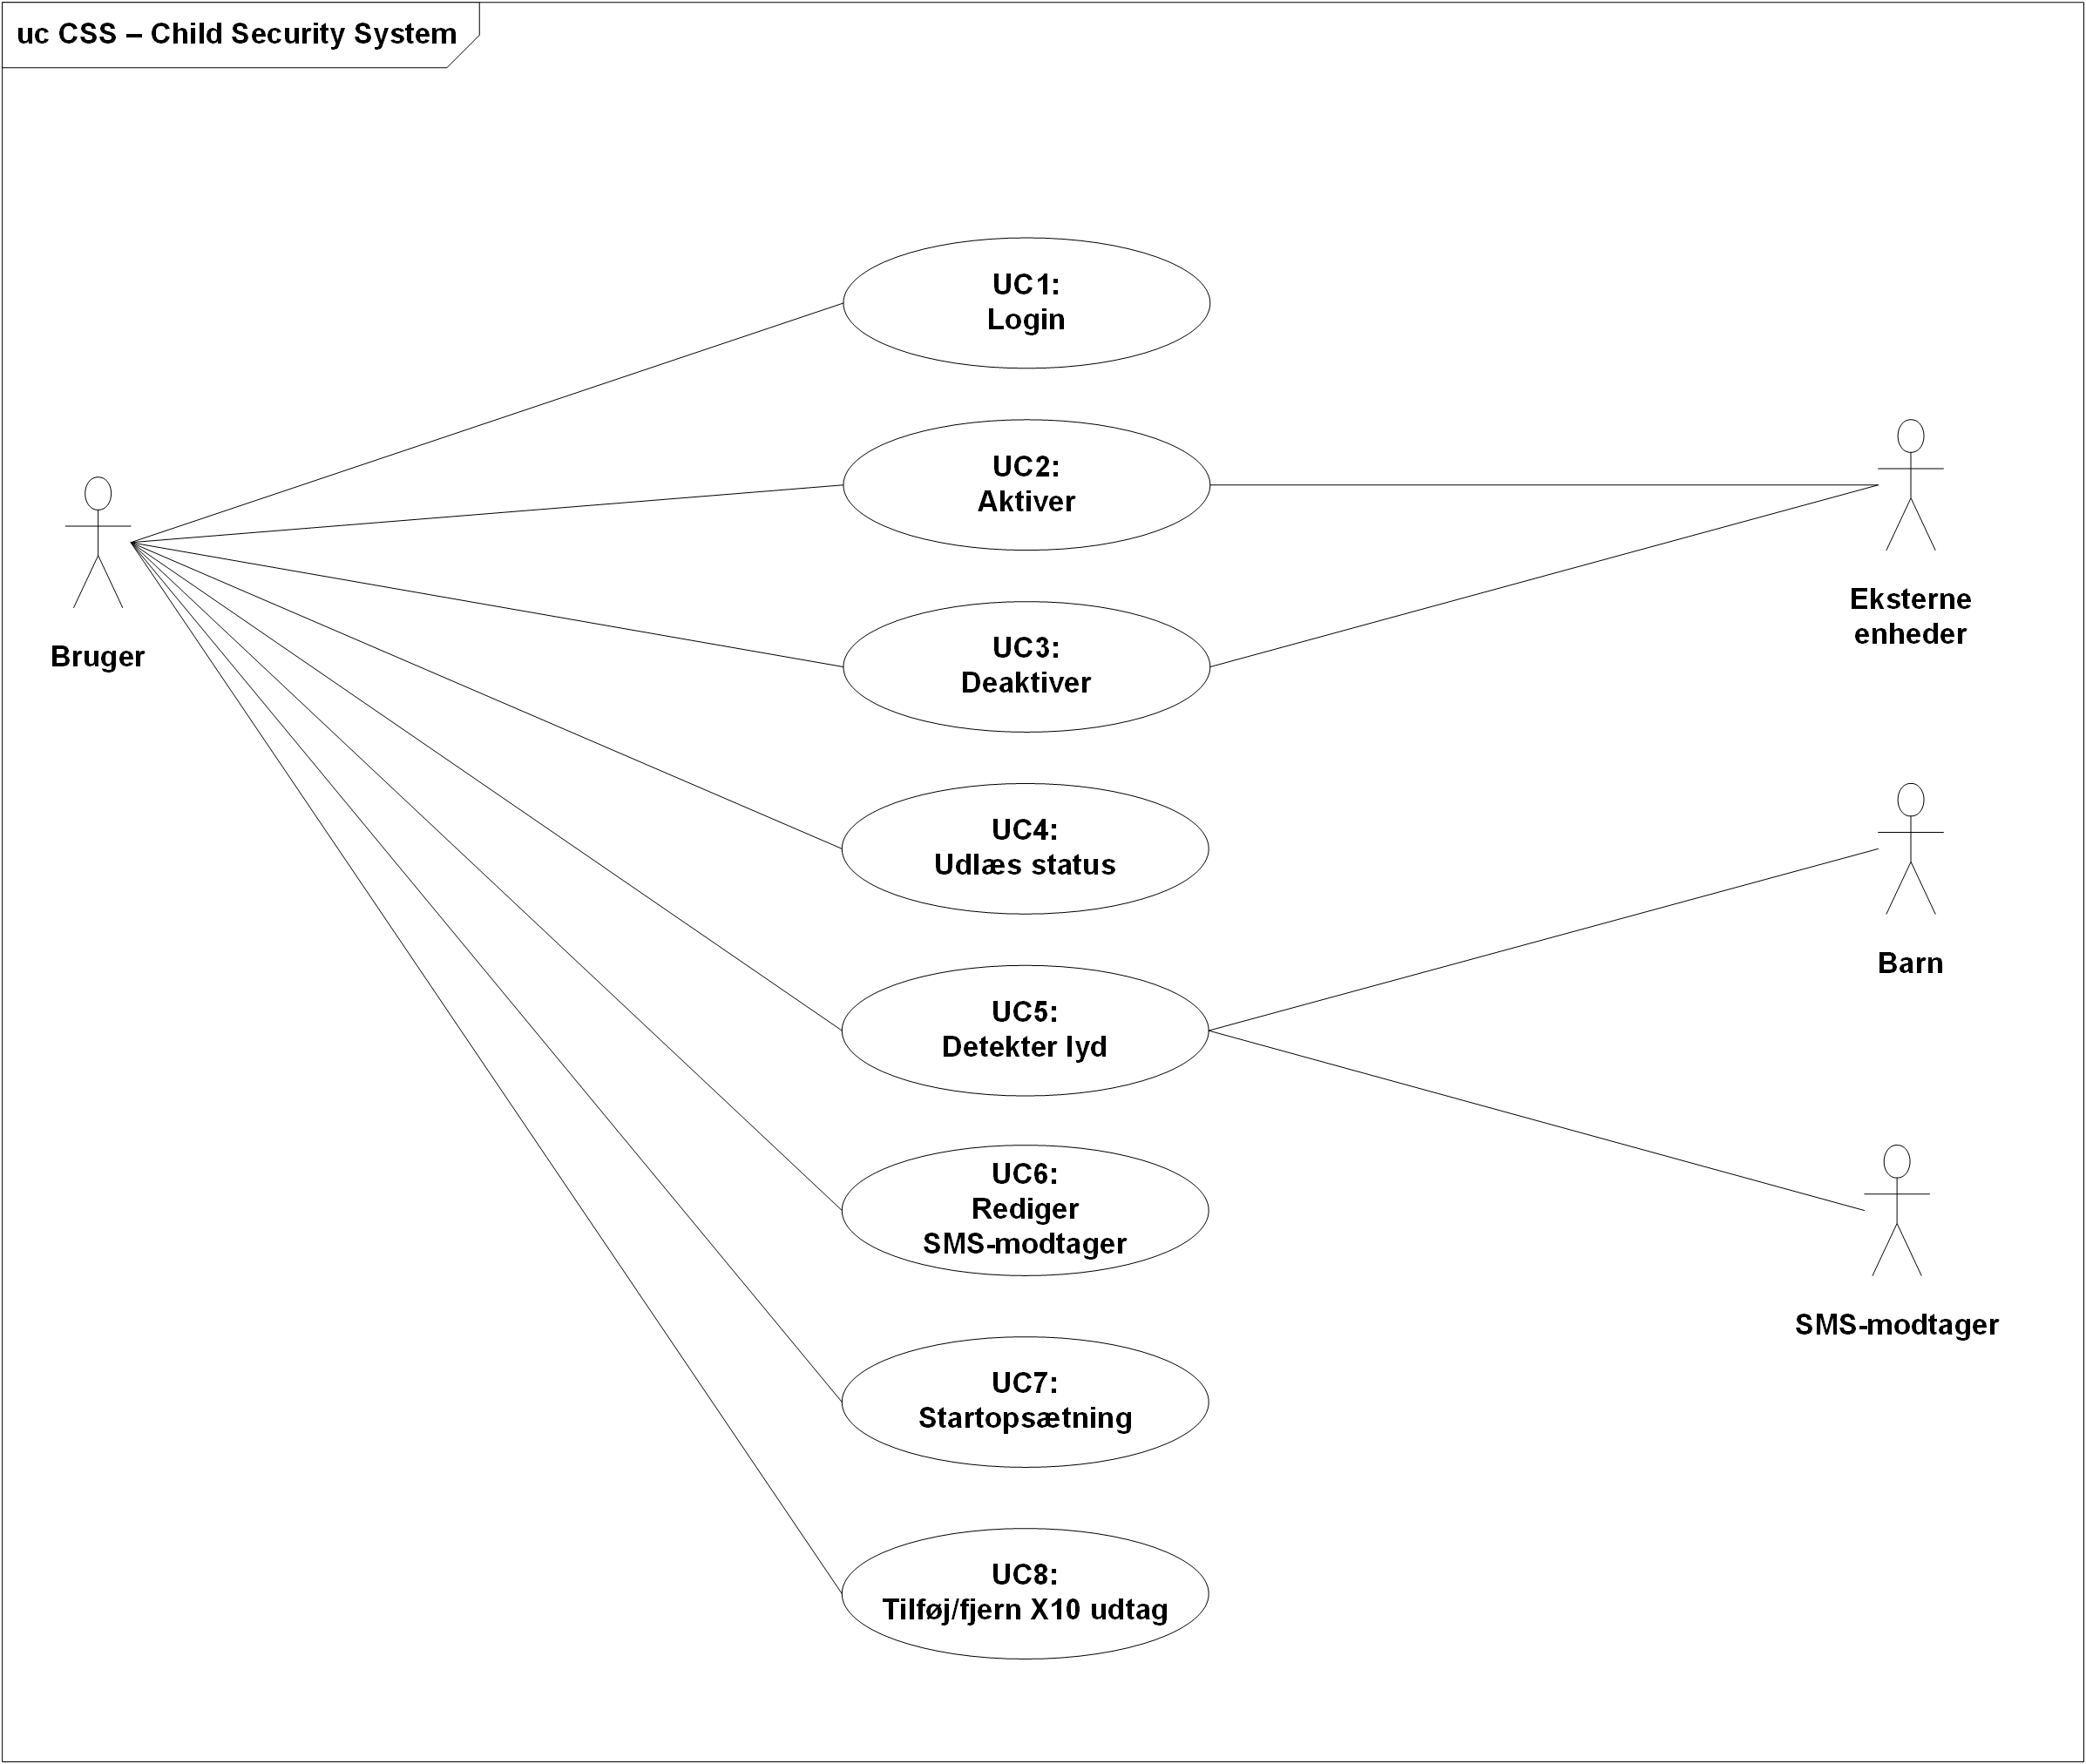 uc CSS – Child Security System
UC1:
Login
UC2:
Aktiver
Eksterne
enheder
Bruger
UC3:
Deaktiver
UC4:
Udlæs status
Barn
UC5:
Detekter lyd
UC6:
Rediger
SMS-modtager
SMS-modtager
UC7:
Startopsætning
UC8:
Tilføj/fjern X10 udtag